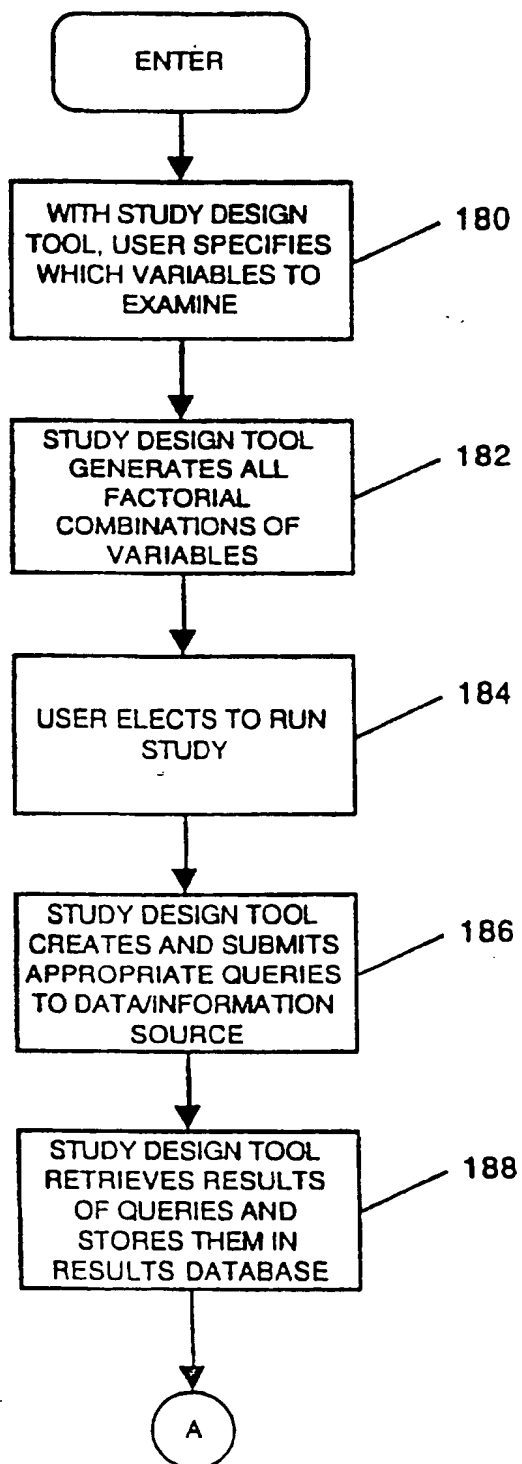 ENTER
WITH STUDY DESIGN
TOOL, USER SPECIFIES
WHICH VARIABLES TO
EXAMINE
180
STUDY DESIGN TOOL
GENERATES ALL
FACTORIAL
COMBINATIONS OF
VARIABLES
182
USER ELECTS TO RUN
STUDY
184
STUDY DESIGN TOOL
CREATES AND SUBMITS
APPROPRIATE QUERIES
TO DATA/INFORMATION
SOURCE
186
STUDY DESIGN TOOL
RETRIEVES RESULTS
OF QUERIES AND
STORES THEM IN
RESULTS DATABASE
188
A